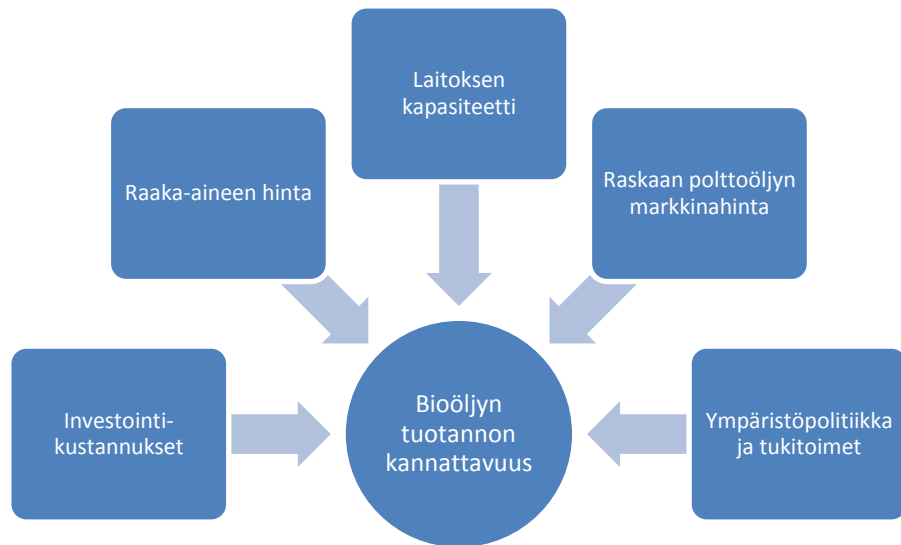 Laitoksen
kapasiteetti
Raaka-aineen hinta
Raskaan polttoöljyn
markkinahinta
Investointi-
kustannukset
Bioöljyn
tuotannon
kannattavuus
Ympäristöpolitiikka
ja tukitoimet